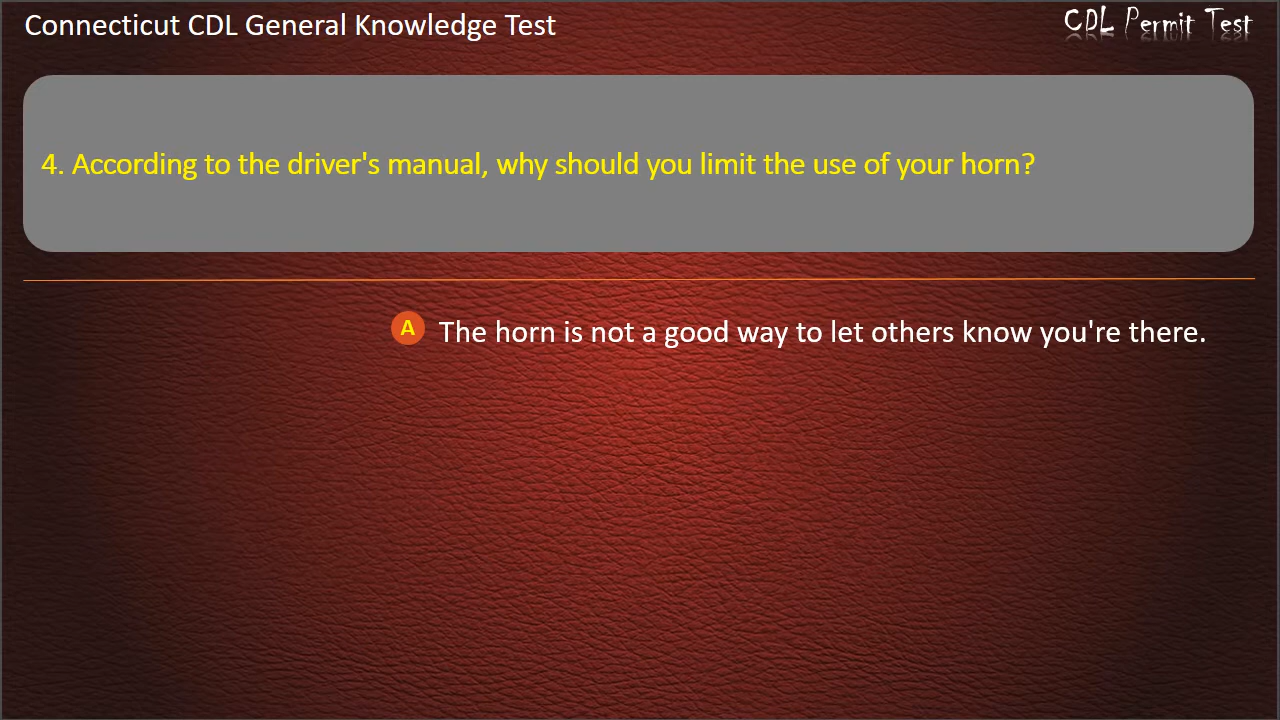 Connecticut CDL General Knowledge Test
CDL Permit Test
4. According to the driver's manual, why should you limit the use of your horn?
A The horn is not a good way to let others know you're there.